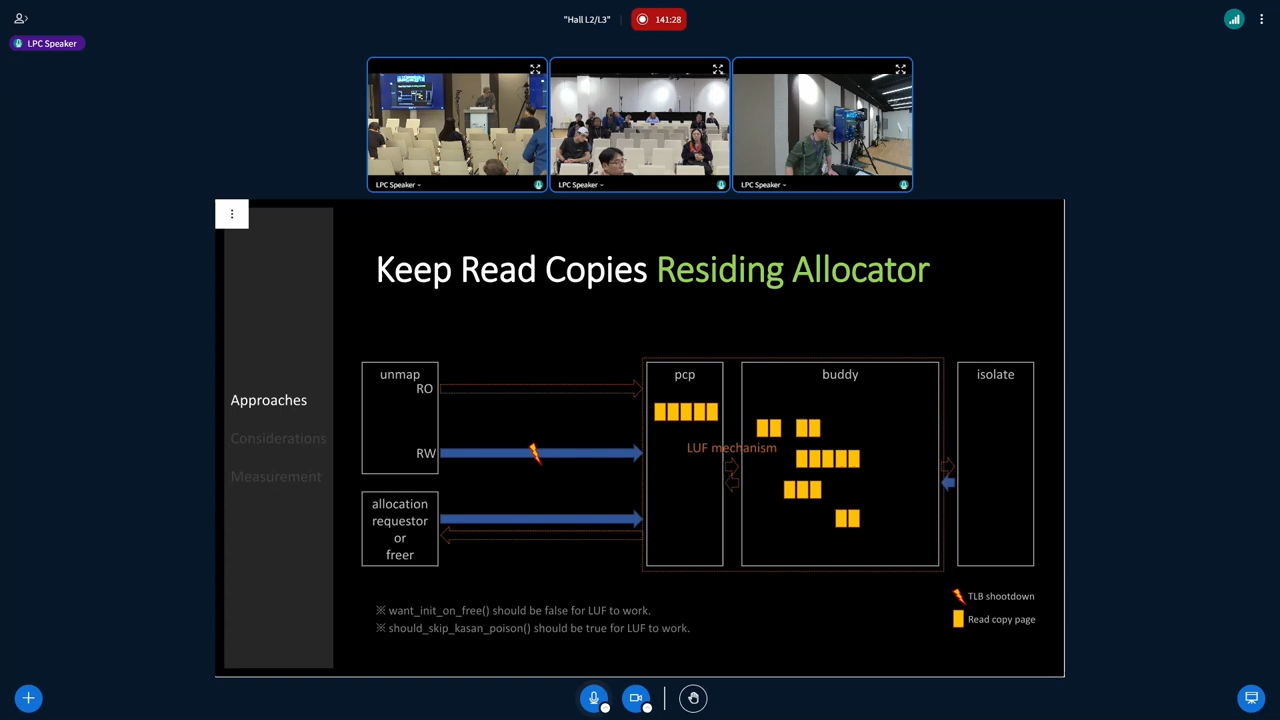 "Hall L2/L3"
141:28
LPC Speaker
LPC Speaker
LPC Speaker
LPC Speaker
Keep Read Copies Residing Allocator
Approaches
Considerations
Measurement
unmap
RO
RW
allocation
requestor
or
freer
pcp
buddy
isolate
LUF mechanism
※ want_init_on_free() should be false for LUF to work.
※ should_skip_kasan_poison() should be true for LUF to work.
TLB shootdown
Read copy page